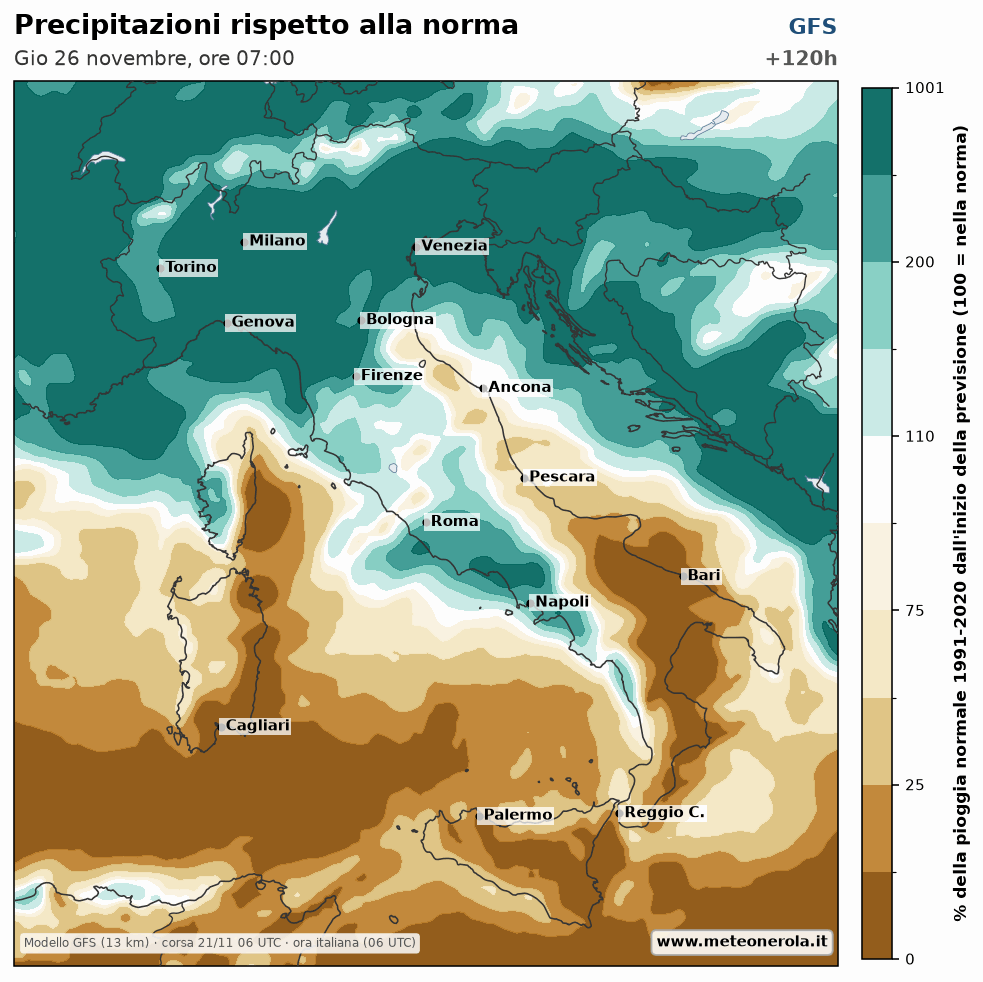 Precipitazioni rispetto alla norma
GFS
Gio 26 novembre, ore 07:00
+120h
Milano
Venezia
Torino
Genova
Bologna
Firenze
Ancona
Pescara
Roma
Bari
Napoli
Cagliari
Palermo
Reggio C.
1001
200
110
75
25
0
% della pioggia normale 1991-2020 dall'inizio della previsione (100 = nella norma)
Modello GFS (13 km) · corsa 21/11 06 UTC · ora italiana (06 UTC)
www.meteonerola.it